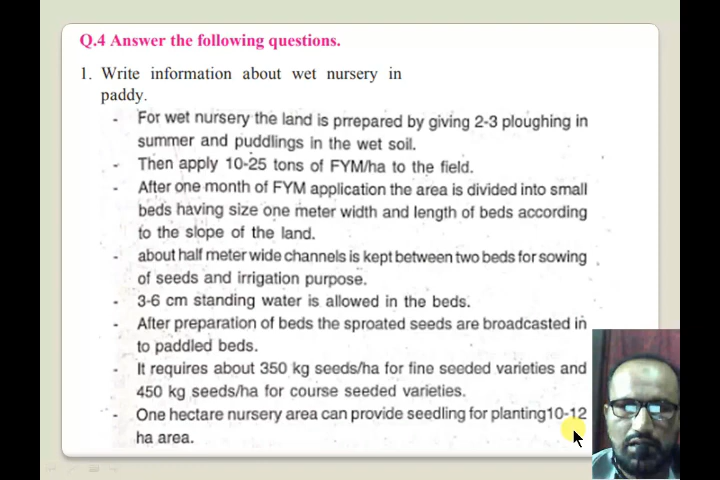 Q.4 Answer the following questions.
1. Write information about wet nursery in
paddy.
- For wet nursery the land is prrepared by giving 2-3 ploughing in
summer and puddlings in the wet soil.
- Then apply 10-25 tons of FYM/ha to the field.
- After one month of FYM application the area is divided into small
beds having size one meter width and length of beds according
to the slope of the land.
- about half meter wide channels is kept between two beds for sowing
of seeds and irrigation purpose.
- 3-6 cm standing water is allowed in the beds.
- After preparation of beds the sproated seeds are broadcasted in
to paddled beds.
- It requires about 350 kg seeds/ha for fine seeded varieties and
450 kg seeds/ha for course seeded varieties.
- One hectare nursery area can provide seedling for planting10-12
ha area.